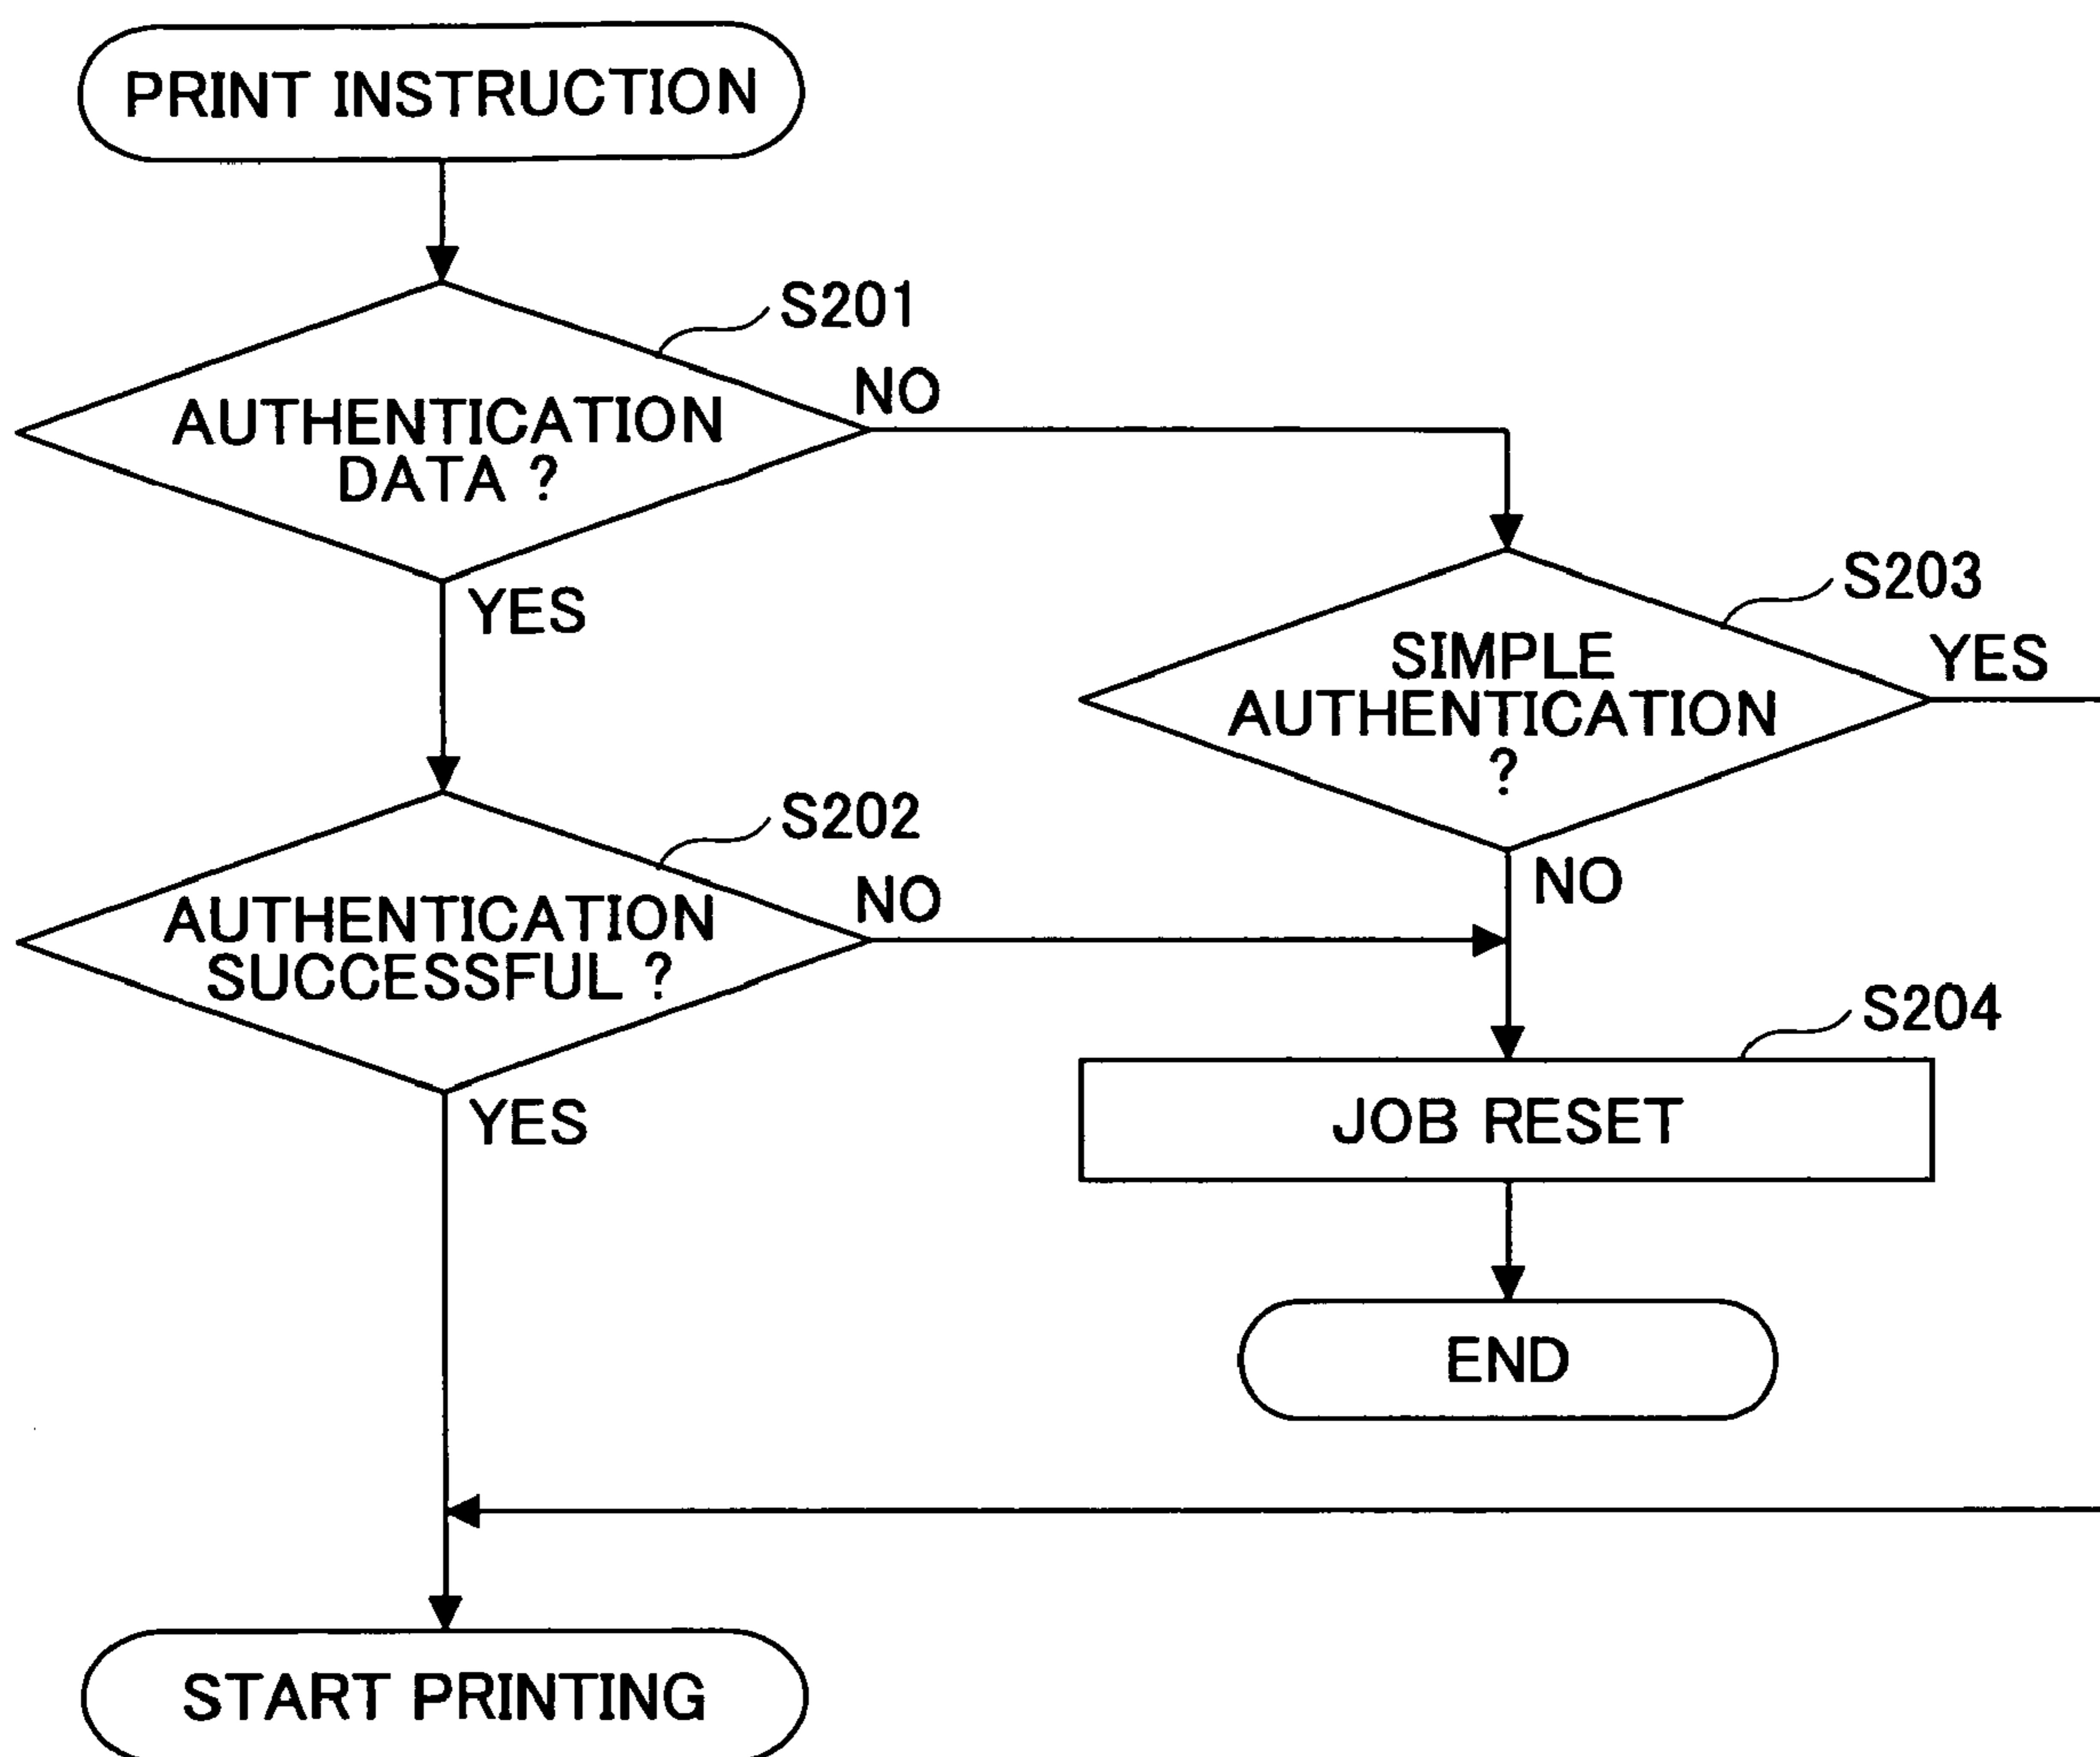 PRINT INSTRUCTION
S201
NO
AUTHENTICATION
DATA ?
YES
S203
SIMPLE
AUTHENTICATION
?
YES
NO
S202
NO
AUTHENTICATION
SUCCESSFUL ?
YES
S204
JOB RESET
END
START PRINTING